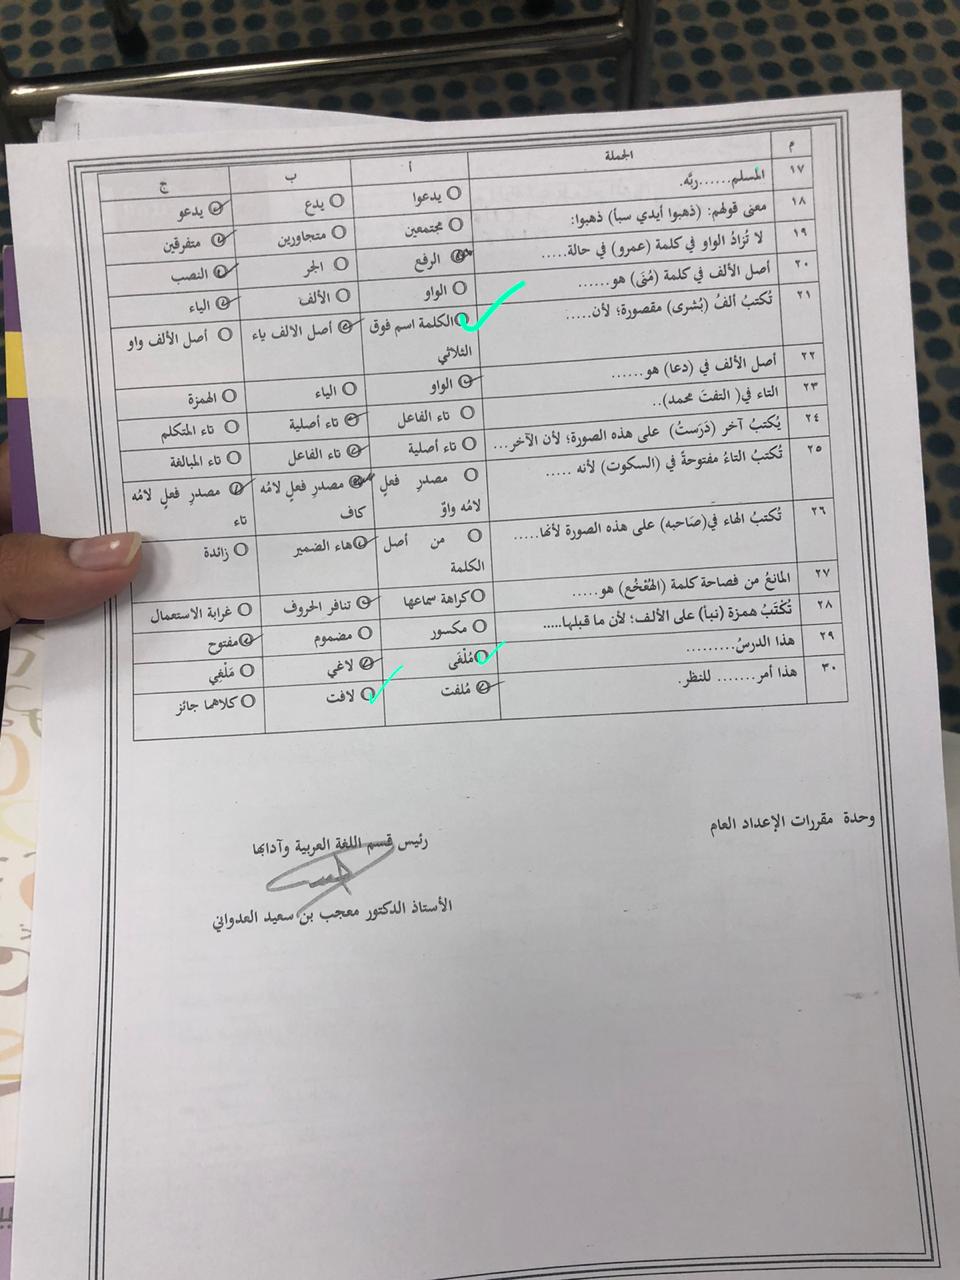 م الجملة أ ب ج
١٧ المسلم......ربَّه. يدعوا يدع يدعو
١٨ معنى قولهم: (ذهبوا أيدي سبأ) ذهبوا: مجتمعين متجاورين متفرقين
١٩ لا تُزادُ الواو في كلمة (عمرو) في حالة..... الرفع الجر النصب
٢٠ أصل الألف في كلمة (مُنَى) هو...... الواو الألف الياء
٢١ تُكتبُ ألفُ (بُشرى) مقصورة؛ لأن..... الكلمة اسم فوق أصل الالف ياء أصل الألف واو
الثلاثي
٢٢ أصل الألف في (دعا) هو...... الواو الياء الهمزة
٢٣ التاء في( التفتَ محمد).. تاء الفاعل تاء أصلية تاء المتكلم
٢٤ يُكتبُ آخر (دَرَستُ) على هذه الصورة؛ لأن الآخر... تاء أصلية تاء الفاعل تاء المبالغة
٢٥ تُكتبُ التاءُ مفتوحةً في (السكوت) لأنه ..... مصدرِ فعلٍ مصدرِ فعلٍ لامُه مصدرِ فعلٍ لامُه
لامُه واوٌ كاف تاء
٢٦ تُكتبُ الهاء في(صَاحبه) على هذه الصورة لأنها..... من أصل هاء الضمير زائدة
الكلمة
٢٧ المانعُ من فصاحة كلمة (الهُعْخُع) هو..... كراهة سماعها تنافر الحروف غرابة الاستعمال
٢٨ تُكْتَبُ همزة (نبأ) على الألف؛ لأن ما قبلها..... مكسور مضموم مفتوح
٢٩ هذا الدرسُ......... مُلْغَى لاغي مَلْغِي
٣٠ هذا أمر....... للنظر. مُلفت لافت كلاهما جائز
وحدة مقررات الإعداد العام
رئيس قسم اللغة العربية وآدابها
الأستاذ الدكتور معجب بن سعيد العدواني